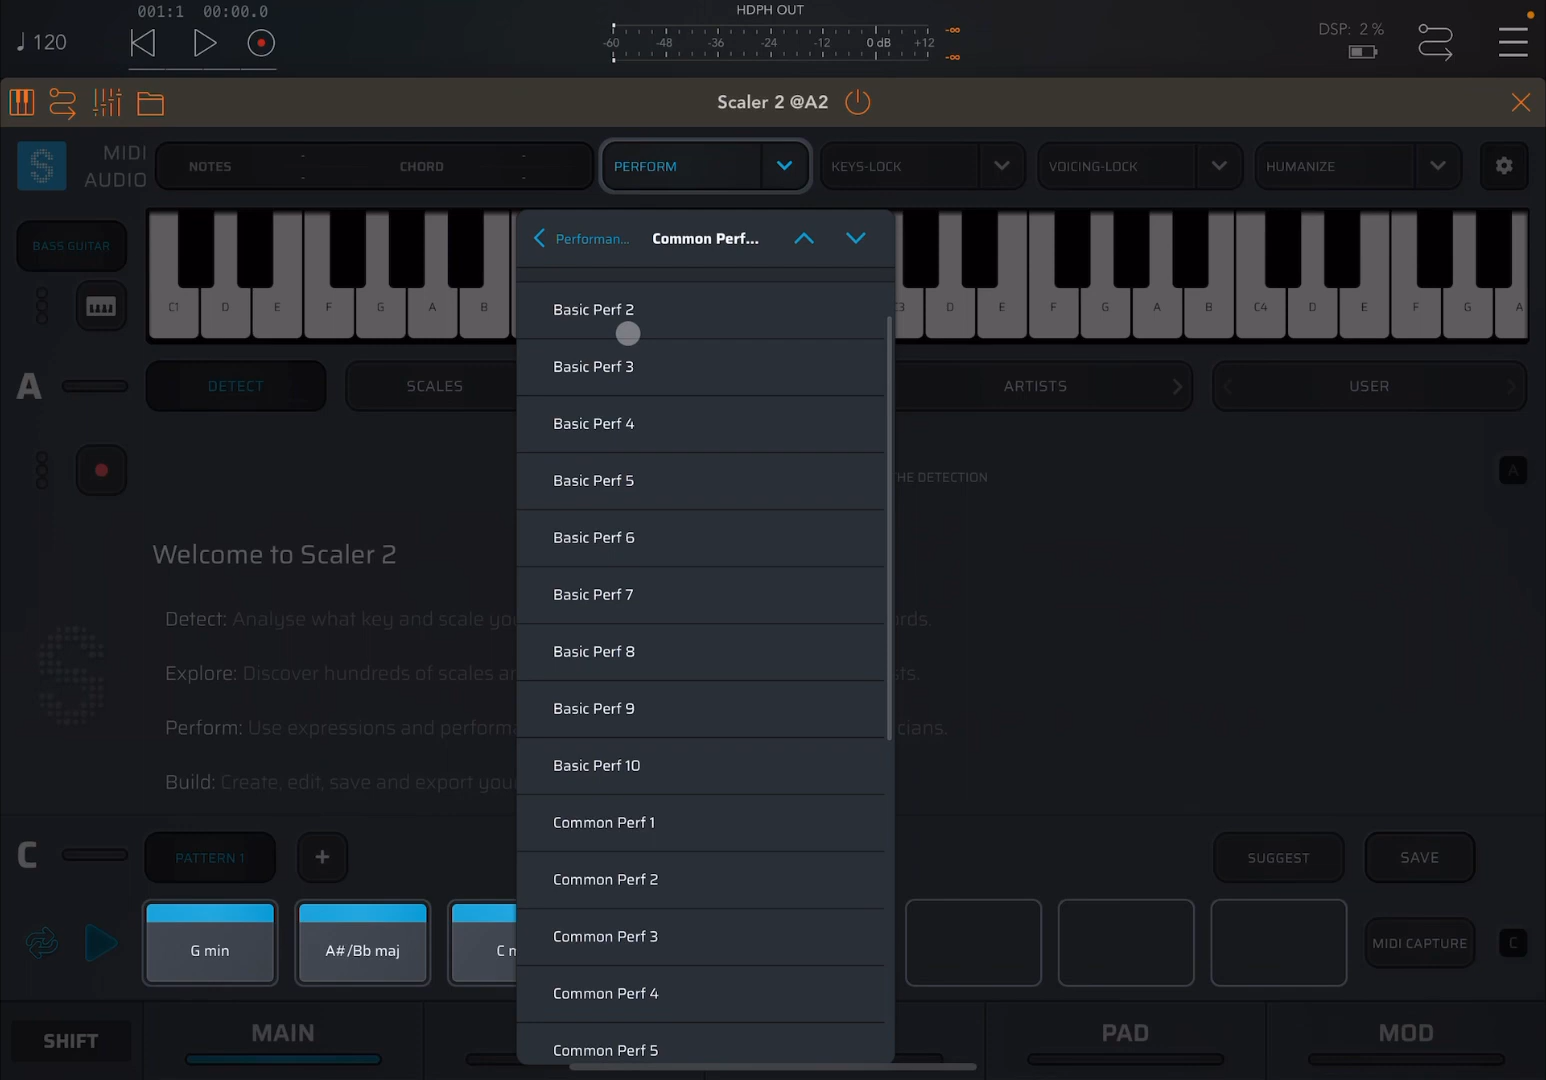 001:1 00:00.0
♩ 120
HDPH OUT
-60 -48 -36 -24 -12 0 dB +12
-∞
-∞
DSP: 2 %
Scaler 2 @A2
S
MIDI
AUDIO
NOTES - -
CHORD - -
PERFORM
KEYS-LOCK
VOICING-LOCK
HUMANIZE
BASS GUITAR
C1 D E F G A B
C3 D E F G A B C4 D E F G A
Performan...
Common Perf...
Basic Perf 2
Basic Perf 3
Basic Perf 4
Basic Perf 5
Basic Perf 6
Basic Perf 7
Basic Perf 8
Basic Perf 9
Basic Perf 10
Common Perf 1
Common Perf 2
Common Perf 3
Common Perf 4
Common Perf 5
A
DETECT
SCALES
ARTISTS
USER
HE DETECTION
A
Welcome to Scaler 2
Detect: Analyse what key and scale yo ords.
Explore: Discover hundreds of scales a sts.
Perform: Use expressions and performa cians.
Build: Create, edit, save and export you
C
PATTERN 1
+
SUGGEST
SAVE
G min
A#/Bb maj
C m
MIDI CAPTURE
C
SHIFT
MAIN
PAD
MOD